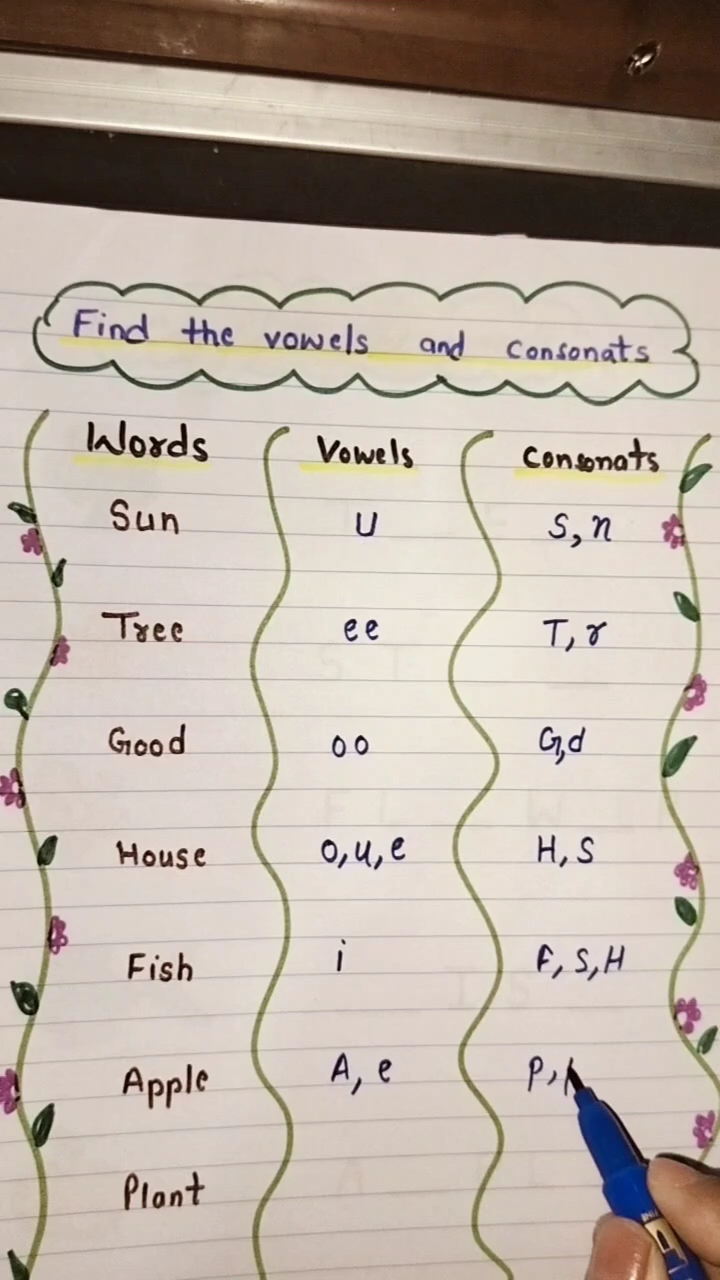 Find the vowels and Consonats
Words Vowels Consonats
Sun U S, n
Tree ee T, r
Good oo G,d
House O,u,e H, S
Fish i F, S, H
Apple A, e P,
Plant